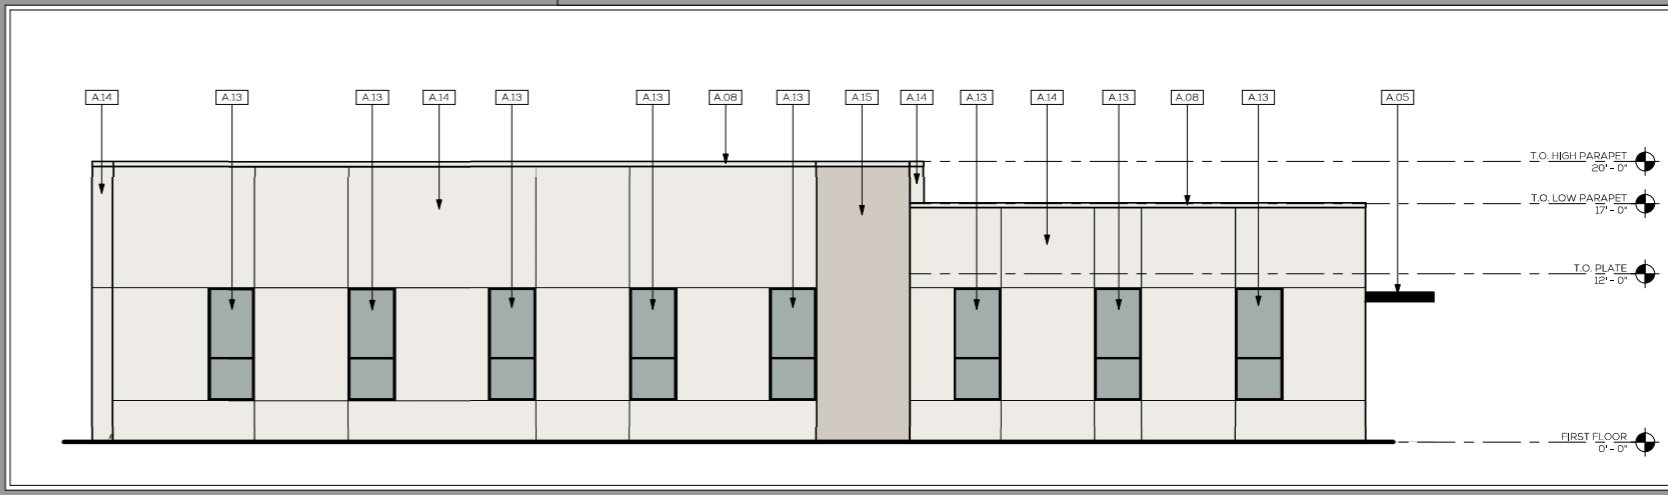 A.14
A.13
A.13
A.14
A.13
A.13
A.08
A.13
A.15
A.14
A.13
A.14
A.13
A.08
A.13
A.05
T.O. HIGH PARAPET
20' - 0"
T.O. LOW PARAPET
17' - 0"
T.O. PLATE
12' - 0"
FIRST FLOOR
0' - 0"